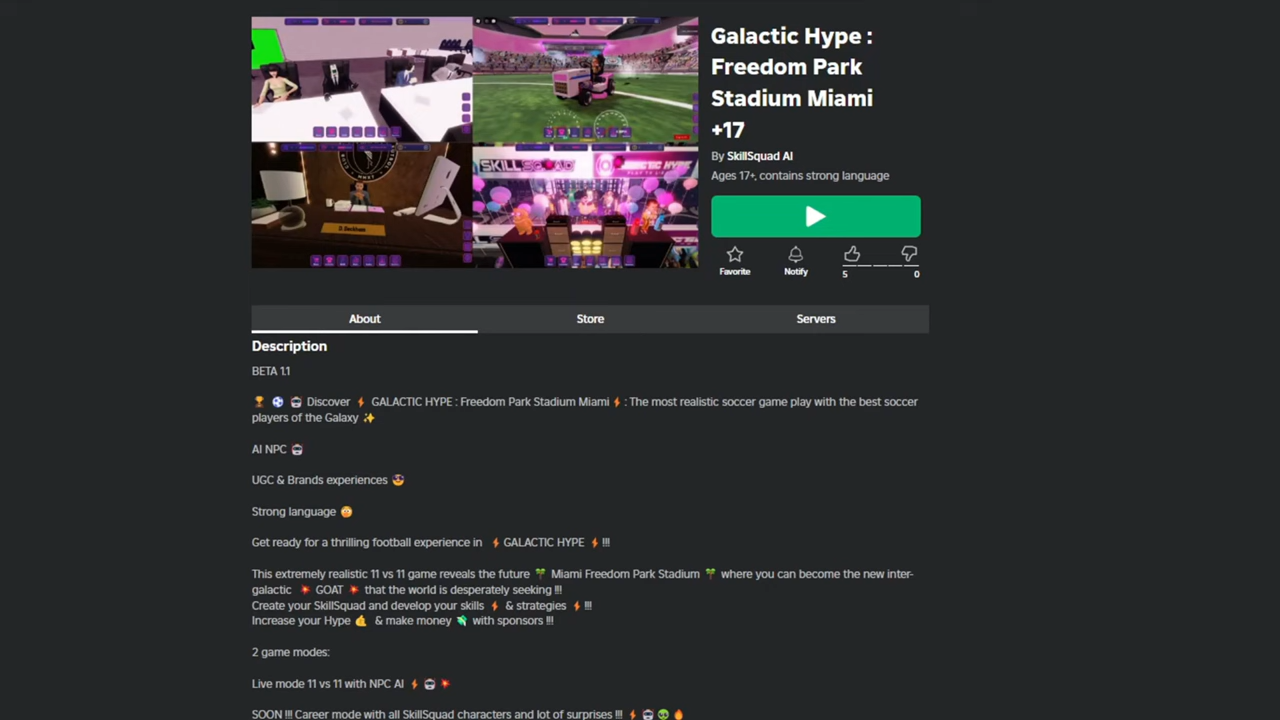 Galactic Hype :
Freedom Park
Stadium Miami
+17
By SkillSquad AI
Ages 17+, contains strong language
SKILLSQUAD
GALACTIC HYPE
D.Beckham
Favorite
Notify
5
0
About
Store
Servers
Description
BETA 1.1
🏆 ⚽ 🤖 Discover ⚡ GALACTIC HYPE : Freedom Park Stadium Miami ⚡ : The most realistic soccer game play with the best soccer
players of the Galaxy ✨
AI NPC 🤖
UGC & Brands experiences 😎
Strong language 😳
Get ready for a thrilling football experience in ⚡ GALACTIC HYPE ⚡ !!!
This extremely realistic 11 vs 11 game reveals the future 🌴 Miami Freedom Park Stadium 🌴 where you can become the new inter-
galactic 💥 GOAT 💥 that the world is desperately seeking !!!
Create your SkillSquad and develop your skills ⚡ & strategies ⚡ !!!
Increase your Hype 🤙 & make money 💸 with sponsors !!!
2 game modes:
Live mode 11 vs 11 with NPC AI ⚡ 🤖 💥
SOON !!! Career mode with all SkillSquad characters and lot of surprises !!! ⚡ 🤖 👽 🔥